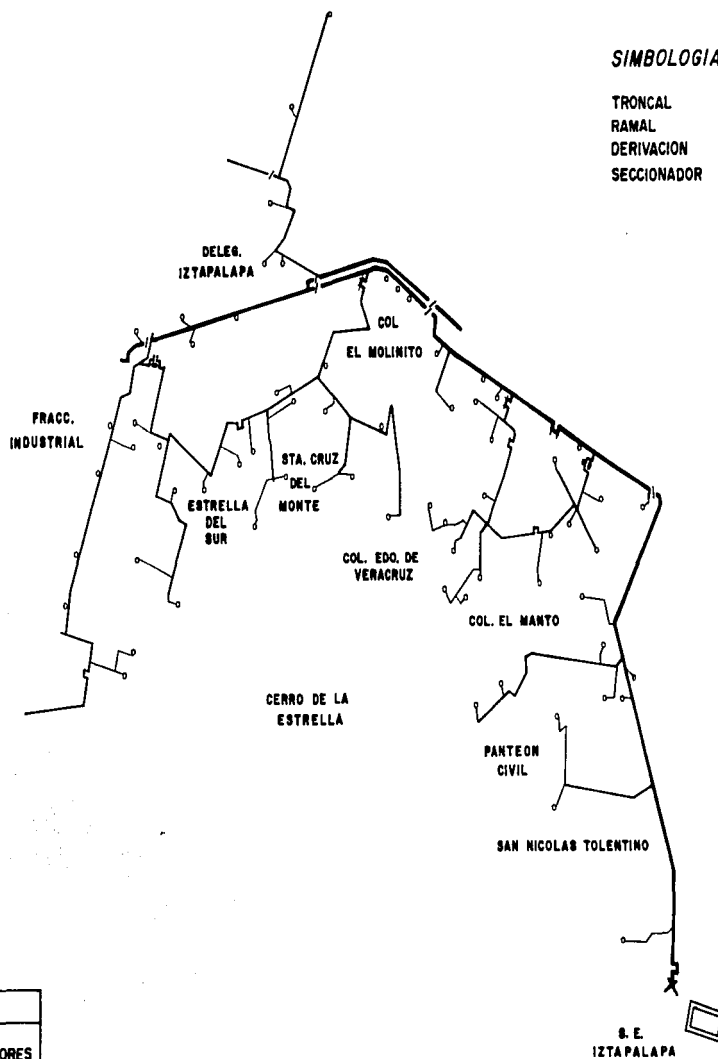 SIMBOLOGIA
TRONCAL
RAMAL
DERIVACION
SECCIONADOR
DELEG.
IZTAPALAPA
COL
EL MOLINITO
FRACC.
INDUSTRIAL
STA. CRUZ
DEL
MONTE
ESTRELLA
DEL
SUR
COL. EDO. DE
VERACRUZ
COL. EL MANTO
CERRO DE LA
ESTRELLA
PANTEON
CIVIL
SAN NICOLAS TOLENTINO
S. E.
IZTAPALAPA
ORES